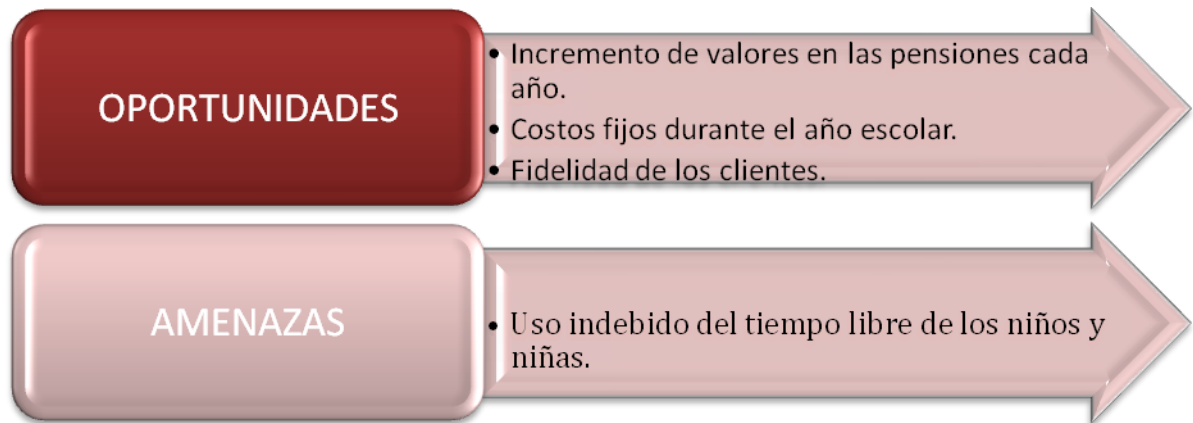 OPORTUNIDADES
• Incremento de valores en las pensiones cada
año.
• Costos fijos durante el año escolar.
• Fidelidad de los clientes.
AMENAZAS
• Uso indebido del tiempo libre de los niños y
niñas.